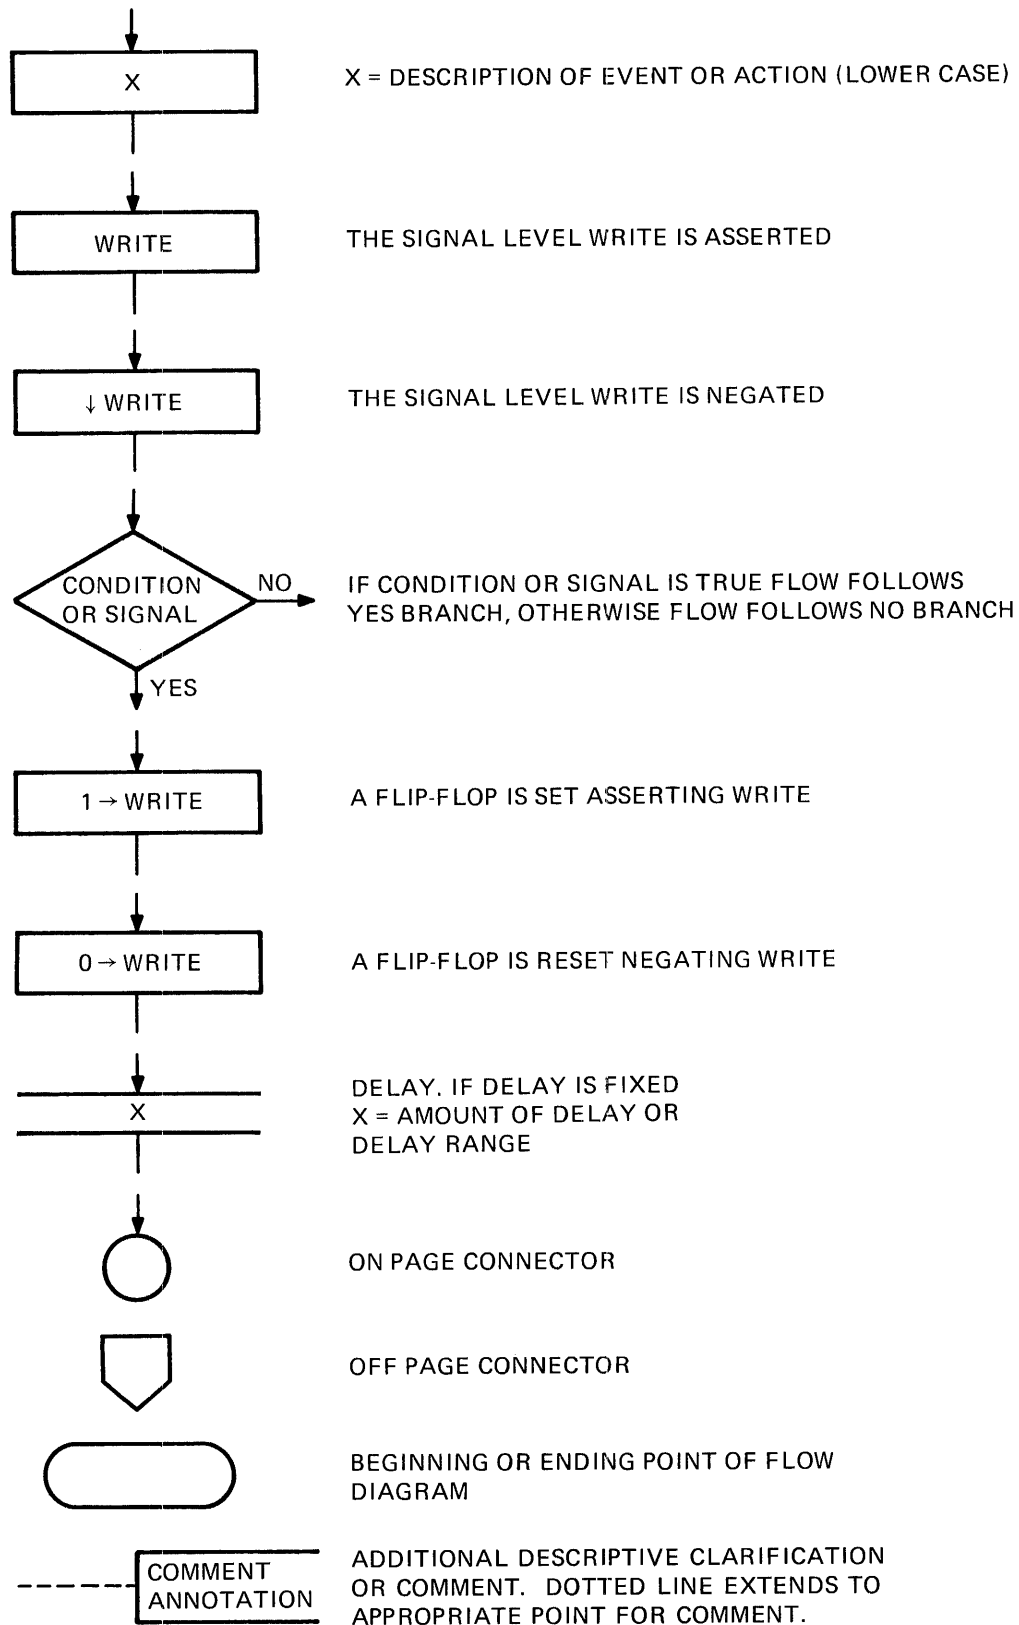 X
X = DESCRIPTION OF EVENT OR ACTION (LOWER CASE)
WRITE
THE SIGNAL LEVEL WRITE IS ASSERTED
↓ WRITE
THE SIGNAL LEVEL WRITE IS NEGATED
CONDITION
OR SIGNAL
NO
YES
IF CONDITION OR SIGNAL IS TRUE FLOW FOLLOWS
YES BRANCH, OTHERWISE FLOW FOLLOWS NO BRANCH
1 → WRITE
A FLIP-FLOP IS SET ASSERTING WRITE
0 → WRITE
A FLIP-FLOP IS RESET NEGATING WRITE
X
DELAY. IF DELAY IS FIXED
X = AMOUNT OF DELAY OR
DELAY RANGE
ON PAGE CONNECTOR
OFF PAGE CONNECTOR
BEGINNING OR ENDING POINT OF FLOW
DIAGRAM
COMMENT
ANNOTATION
ADDITIONAL DESCRIPTIVE CLARIFICATION
OR COMMENT. DOTTED LINE EXTENDS TO
APPROPRIATE POINT FOR COMMENT.